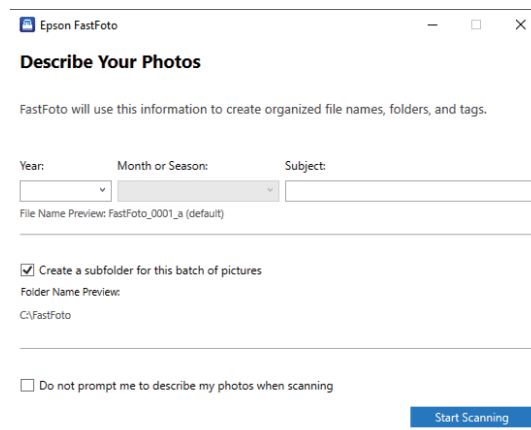 Epson FastFoto
Describe Your Photos
FastFoto will use this information to create organized file names, folders, and tags.
Year: Month or Season: Subject:
File Name Preview: FastFoto_0001_a (default)
Create a subfolder for this batch of pictures
Folder Name Preview:
C:\FastFoto
Do not prompt me to describe my photos when scanning
Start Scanning